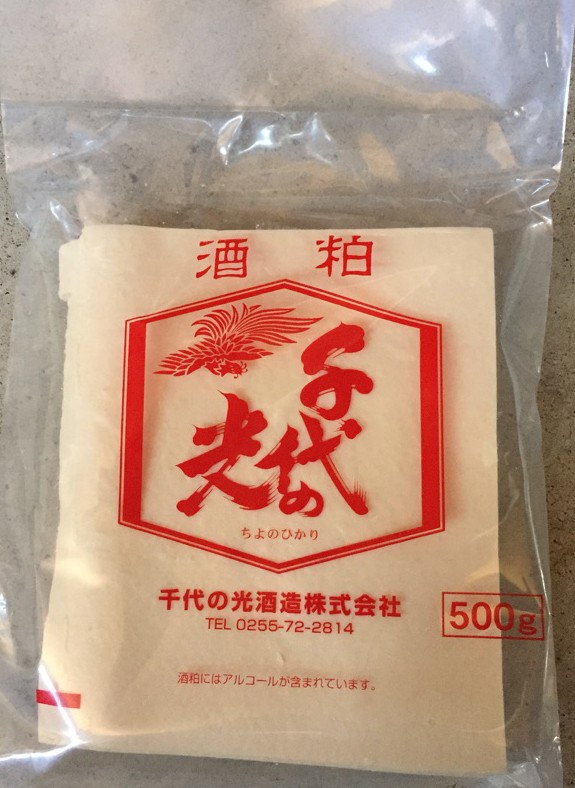 酒粕
千代の光
ちよのひかり
千代の光酒造株式会社
TEL 0255-72-2814
500g
酒粕にはアルコールが含まれています。